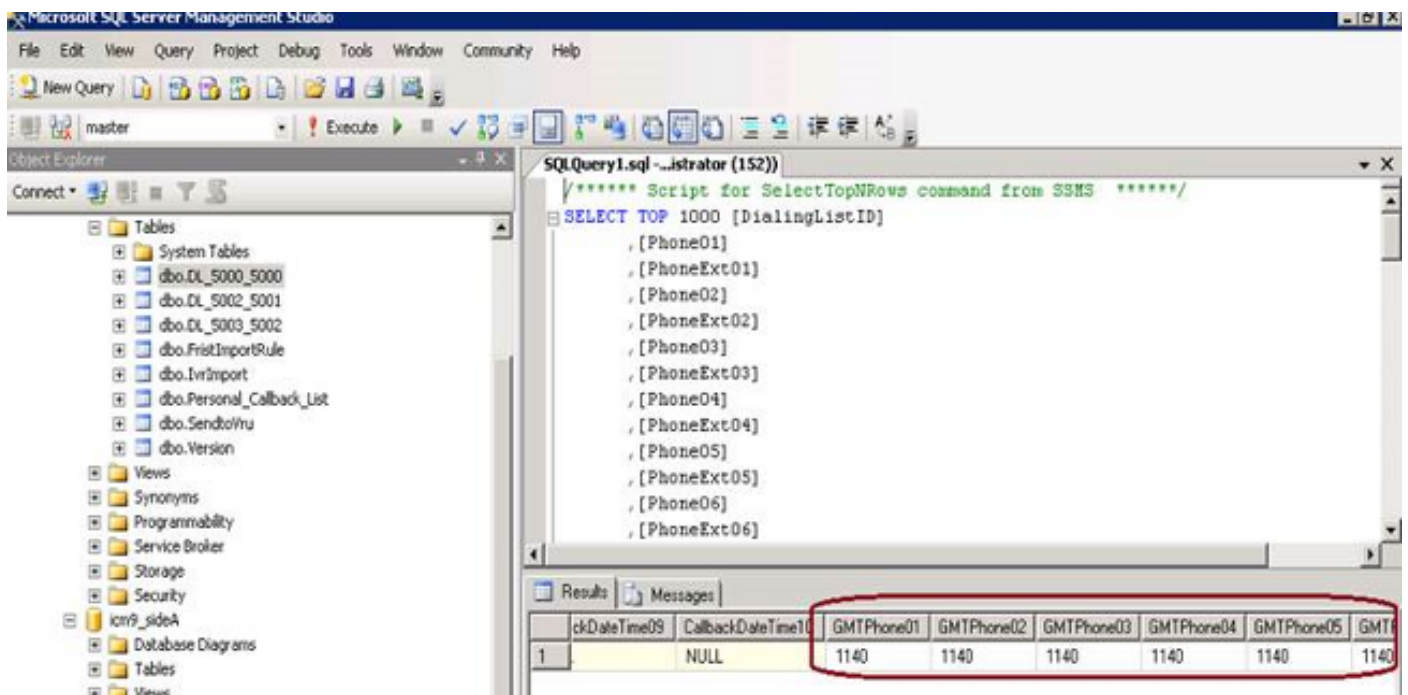 Microsoft SQL Server Management Studio
File Edit View Query Project Debug Tools Window Community Help
New Query
master Execute
Object Explorer
Connect
Tables
System Tables
dbo.DL_5000_5000
dbo.DL_5002_5001
dbo.DL_5003_5002
dbo.FristImportRule
dbo.IvrImport
dbo.Personal_Callback_List
dbo.SendtoVru
dbo.Version
Views
Synonyms
Programmability
Service Broker
Storage
Security
icm9_sideA
Database Diagrams
Tables
Views
SQLQuery1.sql -...istrator (152))
/****** Script for SelectTopNRows command from SSMS ******/
SELECT TOP 1000 [DialingListID]
,[Phone01]
,[PhoneExt01]
,[Phone02]
,[PhoneExt02]
,[Phone03]
,[PhoneExt03]
,[Phone04]
,[PhoneExt04]
,[Phone05]
,[PhoneExt05]
,[Phone06]
,[PhoneExt06]
Results Messages
ckDateTime09 CallbackDateTime10 GMTPhone01 GMTPhone02 GMTPhone03 GMTPhone04 GMTPhone05 GMTF
1 NULL 1140 1140 1140 1140 1140 1140